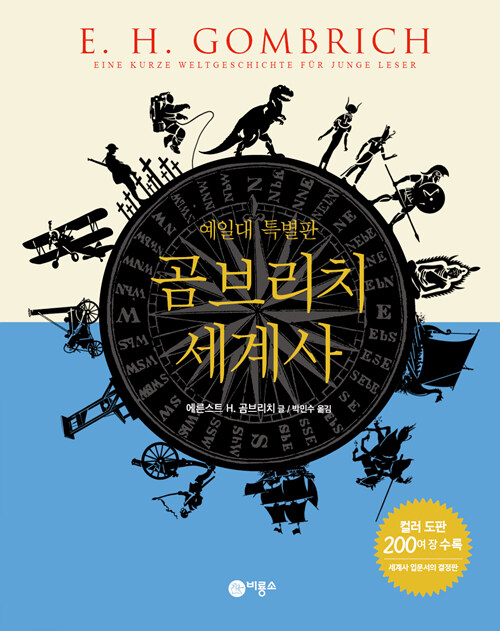 E. H. GOMBRICH
EINE KURZE WELTGESCHICHTE FÜR JUNGE LESER
예일대 특별판
곰브리치
세계사
에른스트 H. 곰브리치 글 / 박민수 옮김
컬러 도판
200여 장 수록
세계사 입문서의 결정판
비룡소